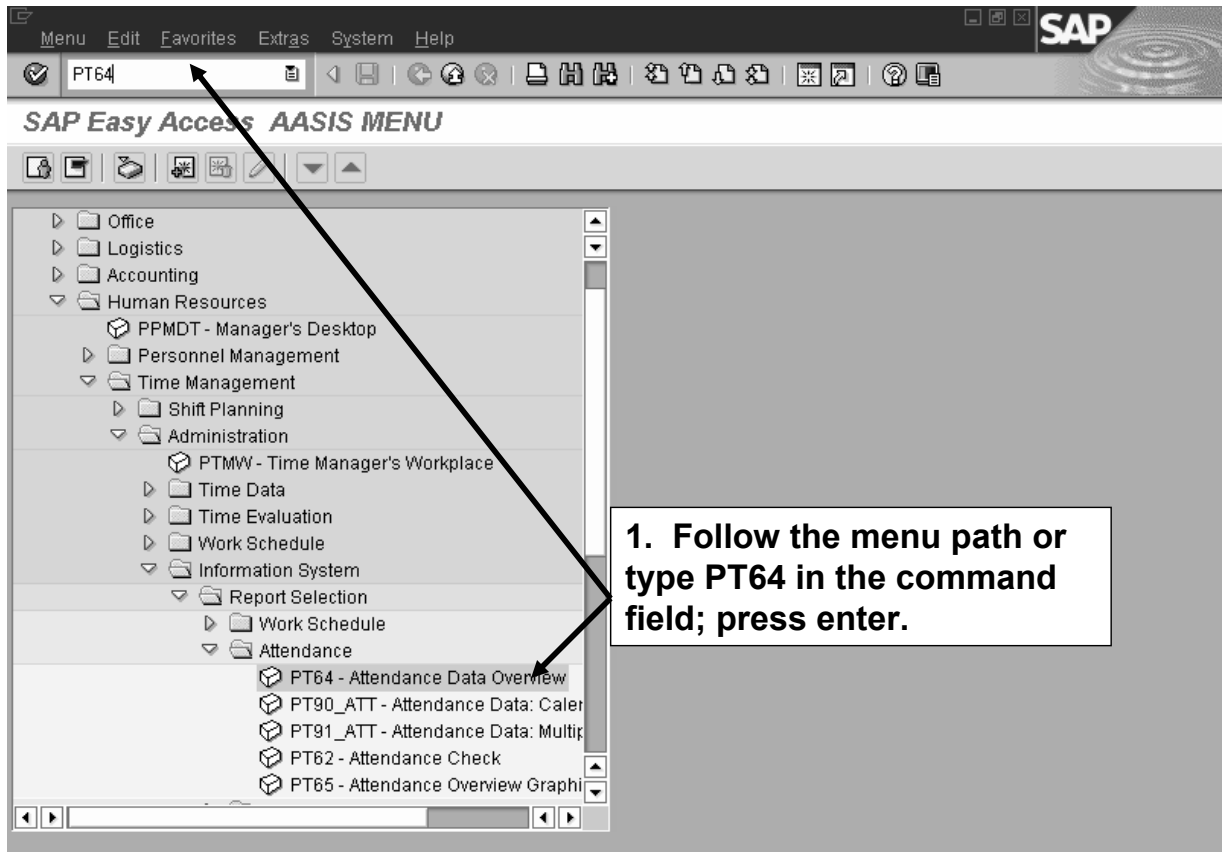 Menu Edit Favorites Extras System Help
SAP
PT64
SAP Easy Access AASIS MENU
Office
Logistics
Accounting
Human Resources
PPMDT - Manager's Desktop
Personnel Management
Time Management
Shift Planning
Administration
PTMW - Time Manager's Workplace
Time Data
Time Evaluation
Work Schedule
Information System
Report Selection
Work Schedule
Attendance
PT64 - Attendance Data Overview
PT90_ATT - Attendance Data: Caler
PT91_ATT - Attendance Data: Multip
PT62 - Attendance Check
PT65 - Attendance Overview Graphi
1. Follow the menu path or
type PT64 in the command
field; press enter.